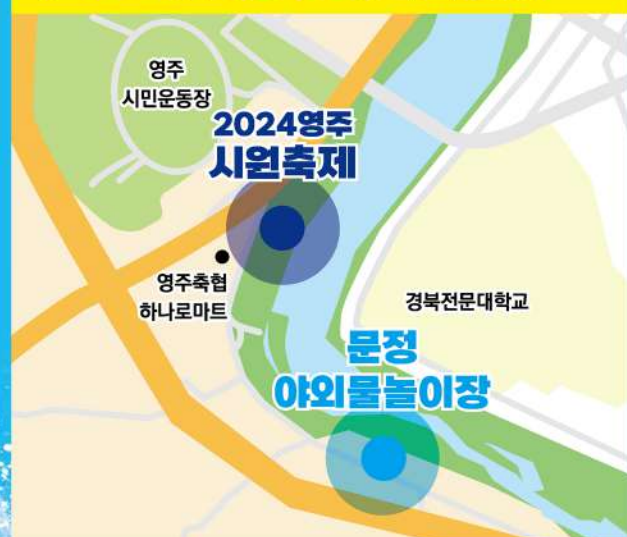 영주
시민운동장
2024영주
시원축제
영주축협
하나로마트
경북전문대학교
문정
야외물놀이장